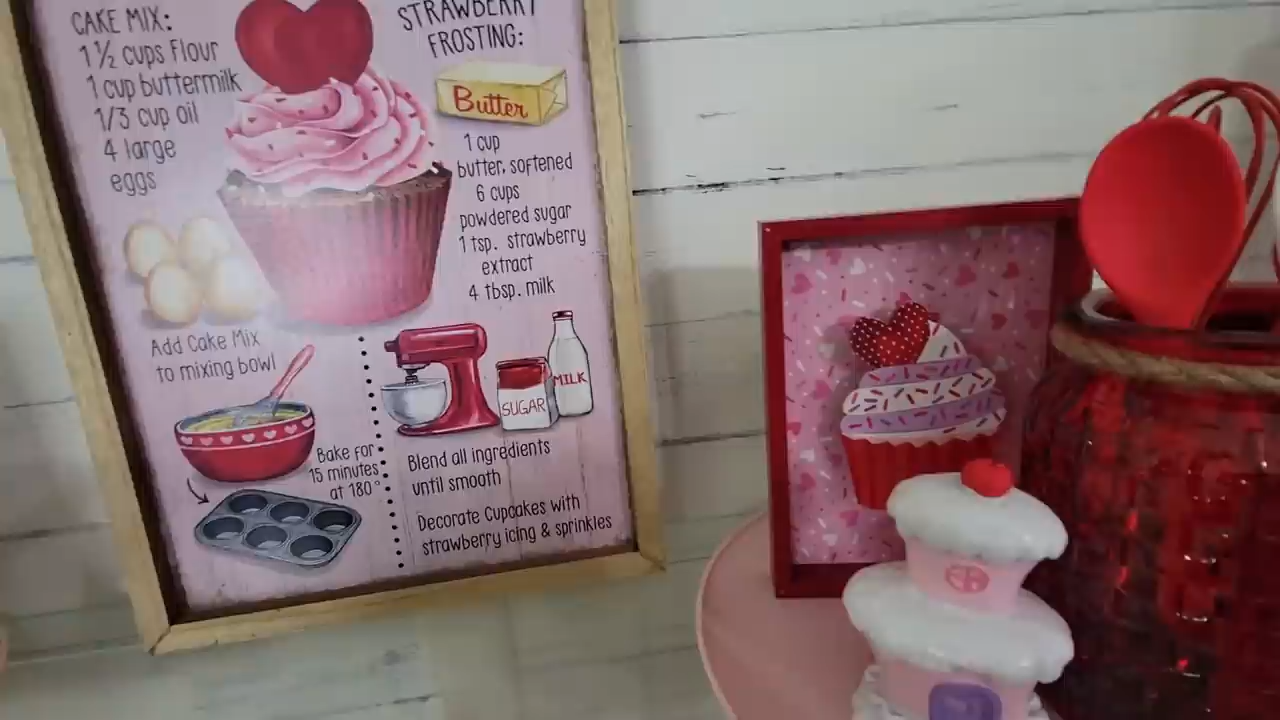 CAKE MIX:
1 ½ cups Flour
1 cup buttermilk
1/3 cup oil
4 large
eggs
STRAWBERRY
FROSTING:
Butter
1 cup
butter, softened
6 cups
powdered sugar
1 tsp. strawberry
extract
4 tbsp. milk
Add Cake Mix
to mixing bowl
SUGAR
MILK
Bake for
15 minutes
at 180°
Blend all ingredients
until smooth
Decorate Cupcakes with
strawberry icing & sprinkles